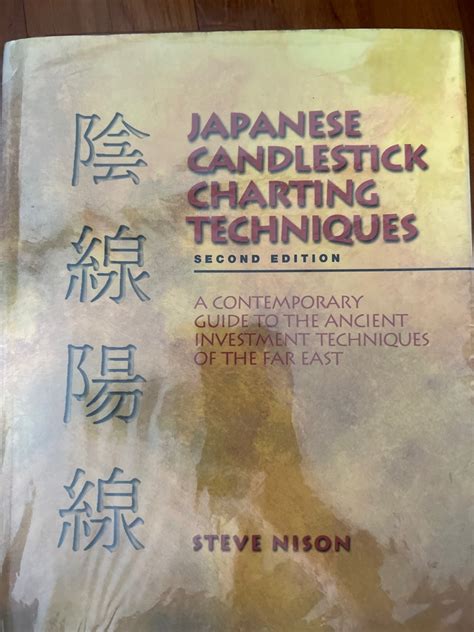 陰線陽線
JAPANESE
CANDLESTICK
CHARTING
TECHNIQUES
SECOND EDITION
A CONTEMPORARY
GUIDE TO THE ANCIENT
INVESTMENT TECHNIQUES
OF THE FAR EAST
STEVE NISON